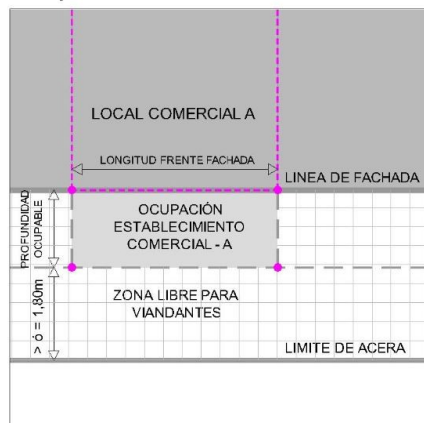 LOCAL COMERCIAL A
LONGITUD FRENTE FACHADA
LINEA DE FACHADA
PROFUNDIDAD
OCUPABLE
OCUPACIÓN
ESTABLECIMIENTO
COMERCIAL - A
> ó = 1,80m
ZONA LIBRE PARA
VIANDANTES
LIMITE DE ACERA